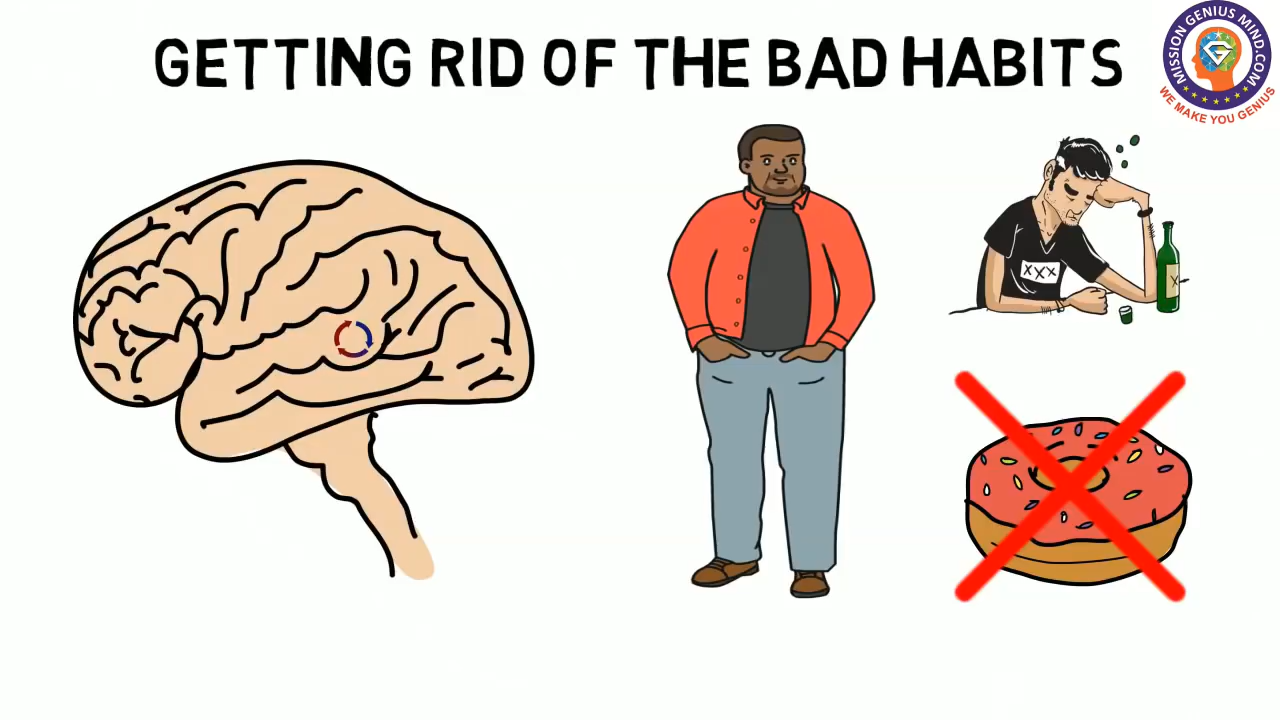 GETTING RID OF THE BAD HABITS
MISSION GENIUS MIND.COM
WE MAKE YOU GENIUS
G
XXX
X